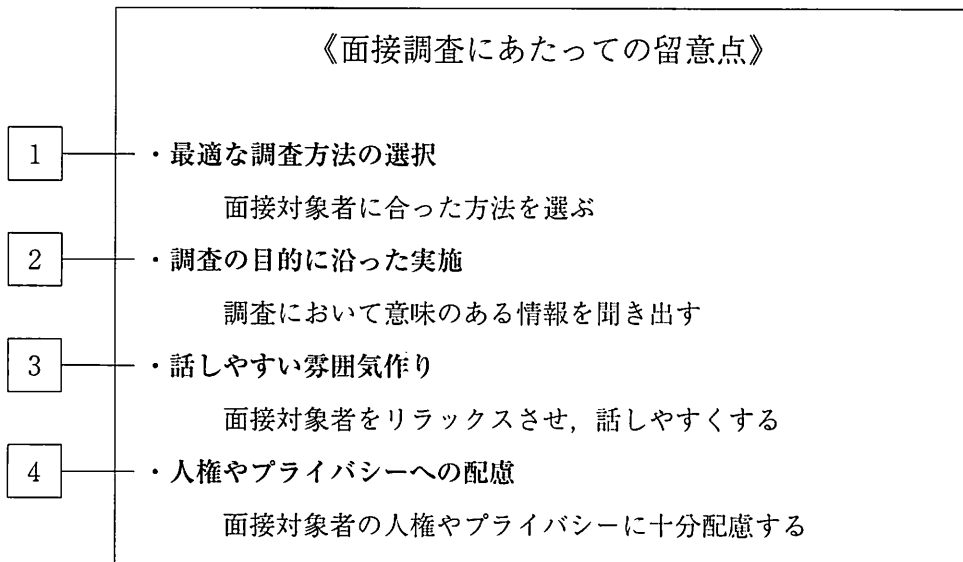 《面接調査にあたっての留意点》
1 ・最適な調査方法の選択
面接対象者に合った方法を選ぶ
2 ・調査の目的に沿った実施
調査において意味のある情報を聞き出す
3 ・話しやすい雰囲気作り
面接対象者をリラックスさせ，話しやすくする
4 ・人権やプライバシーへの配慮
面接対象者の人権やプライバシーに十分配慮する